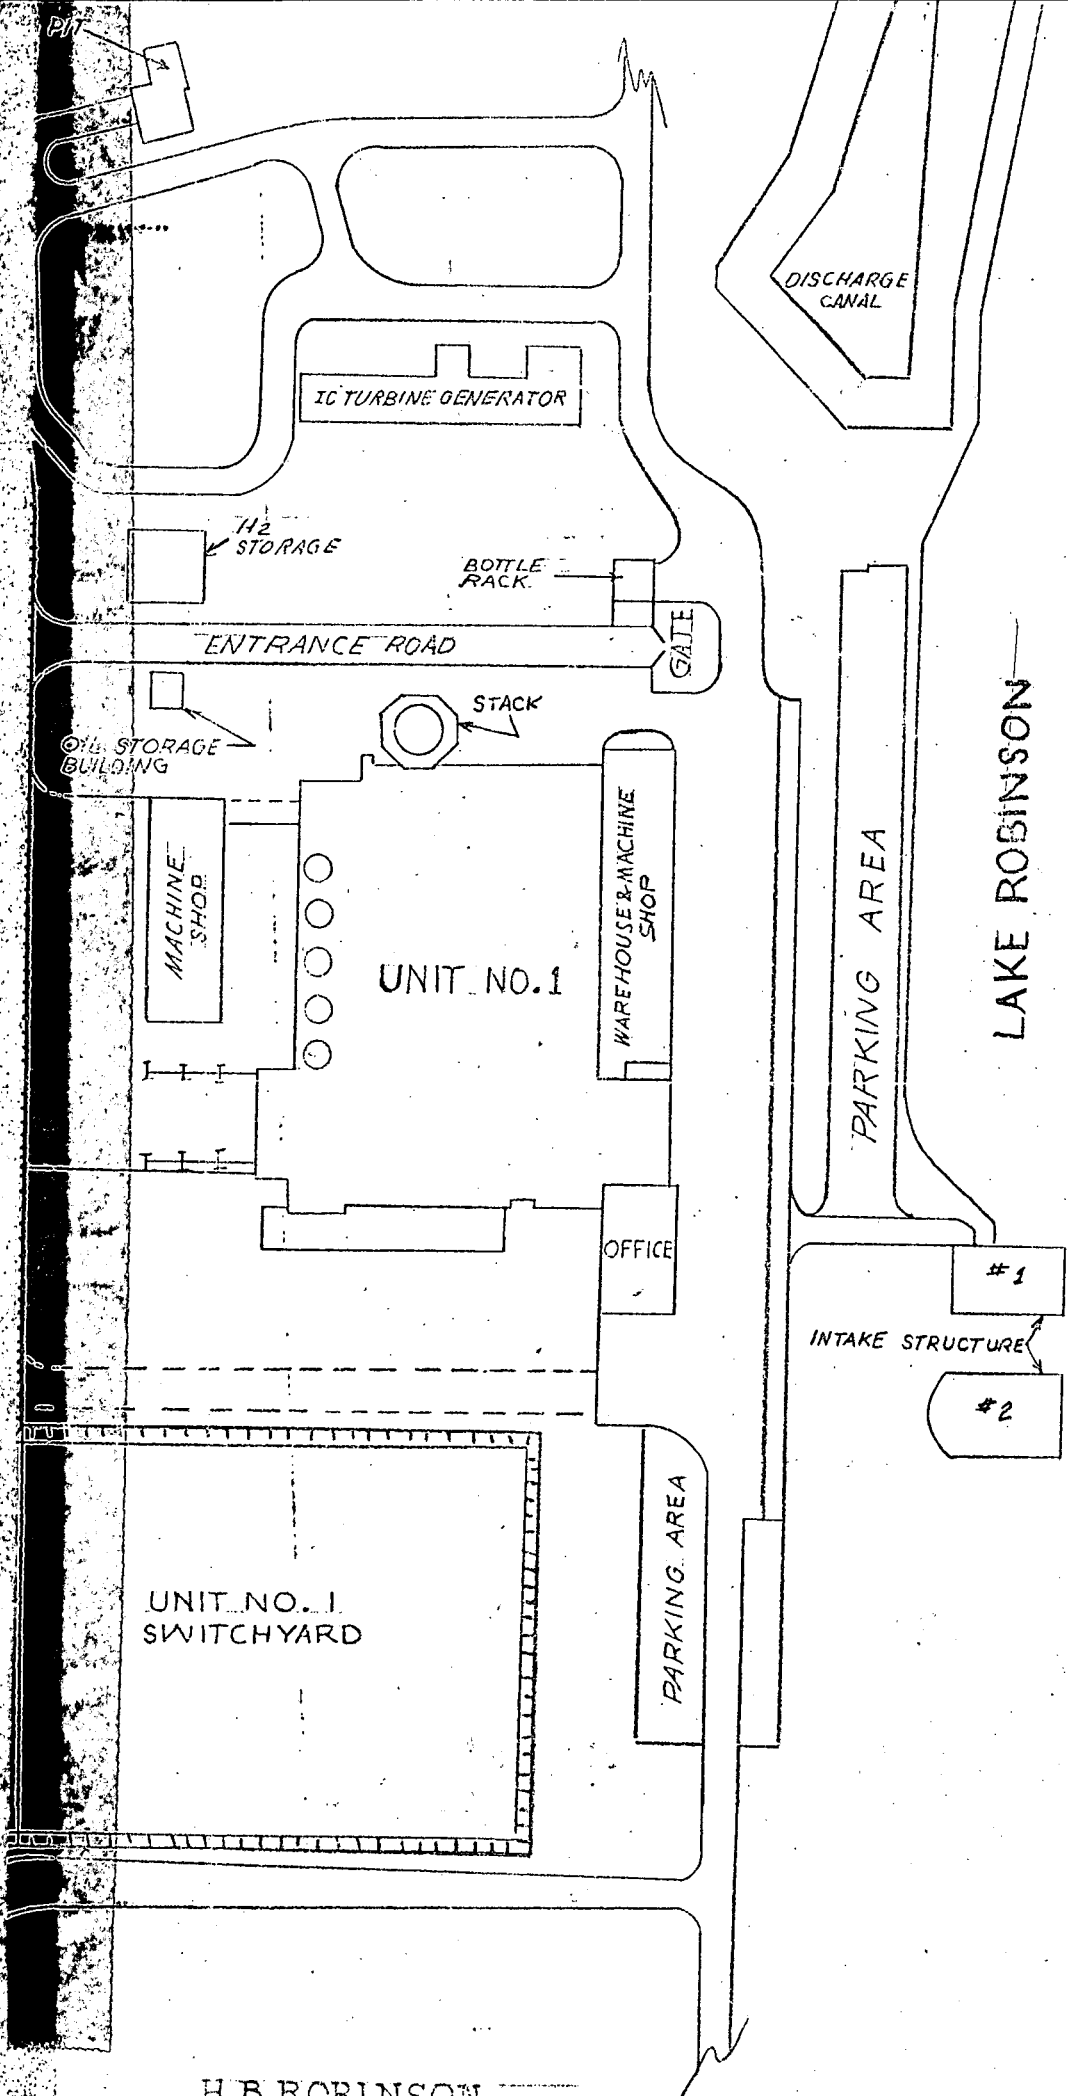 PIT
DISCHARGE
CANAL
IC TURBINE GENERATOR
H2
STORAGE
BOTTLE
RACK
ENTRANCE ROAD
GATE
STACK
OIL STORAGE
BUILDING
MACHINE
SHOP
UNIT NO. 1
WAREHOUSE & MACHINE
SHOP
PARKING AREA
LAKE ROBINSON
OFFICE
#1
INTAKE STRUCTURE
#2
PARKING AREA
UNIT NO. 1
SWITCHYARD
H.B. ROBINSON